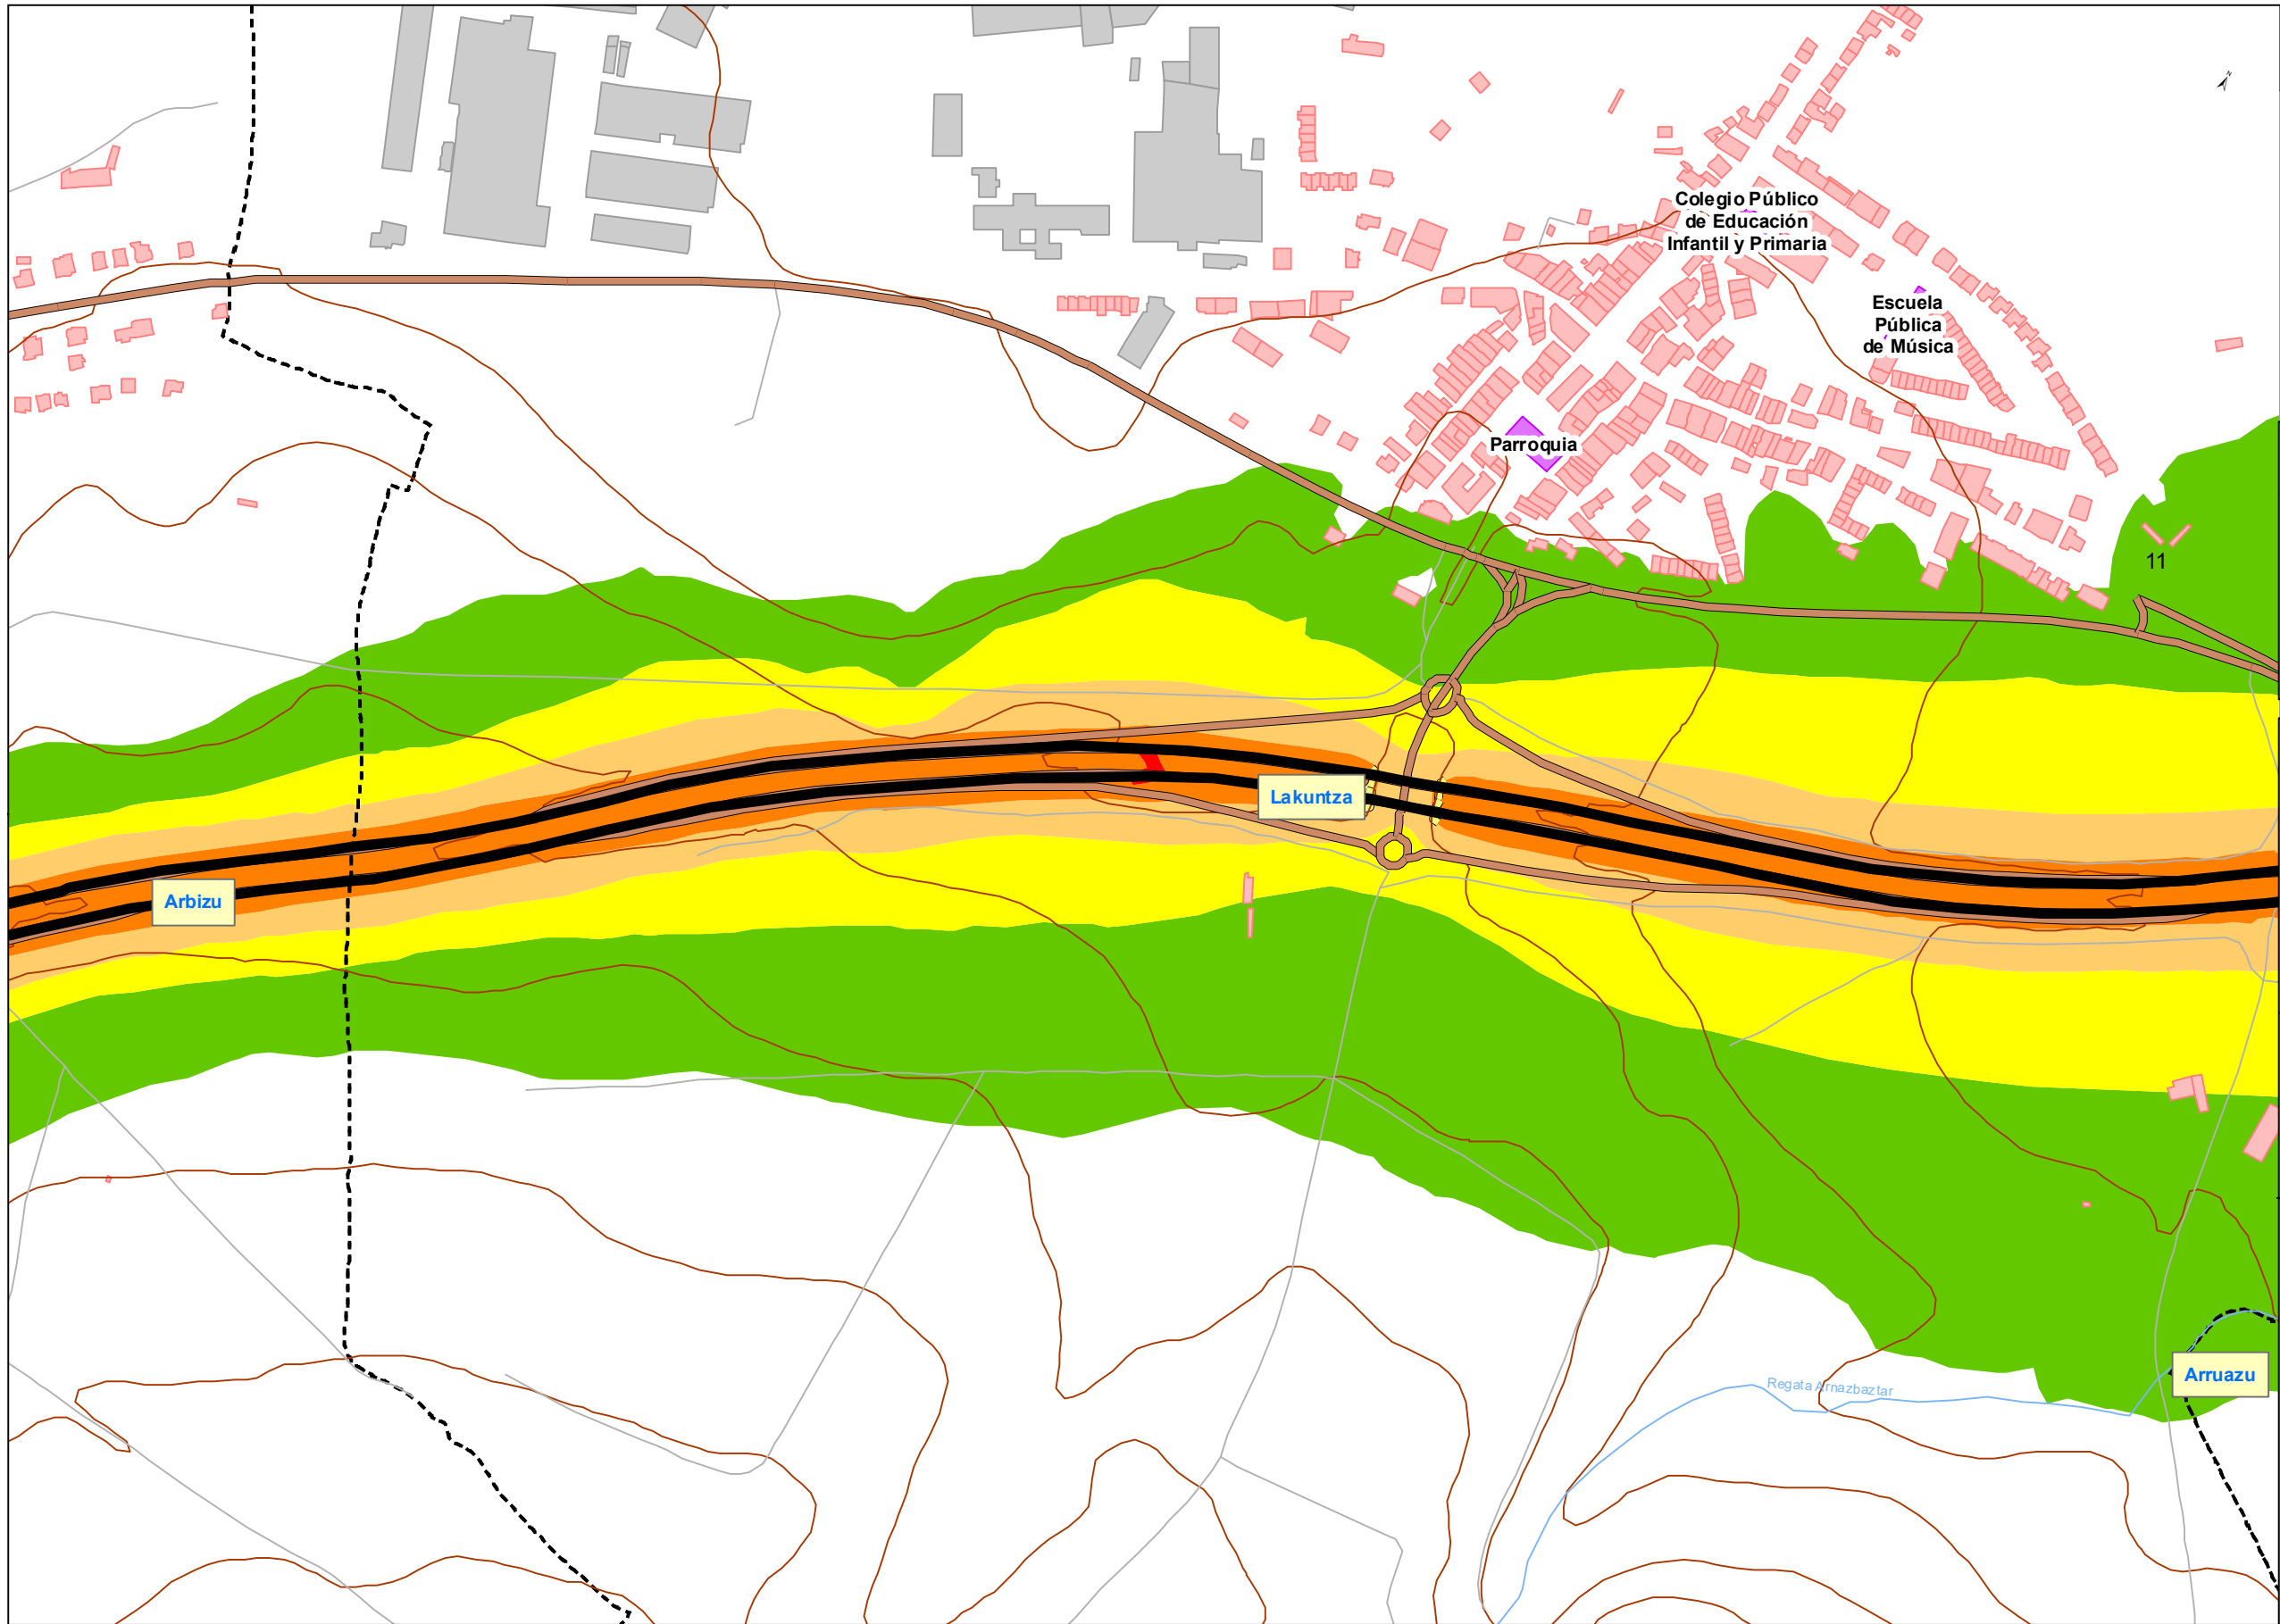 N
Colegio Público
de Educación
Infantil y Primaria
Escuela
Pública
de Música
Parroquia
11
Lakuntza
Arbizu
Arruazu
Regata Arnazbaztar